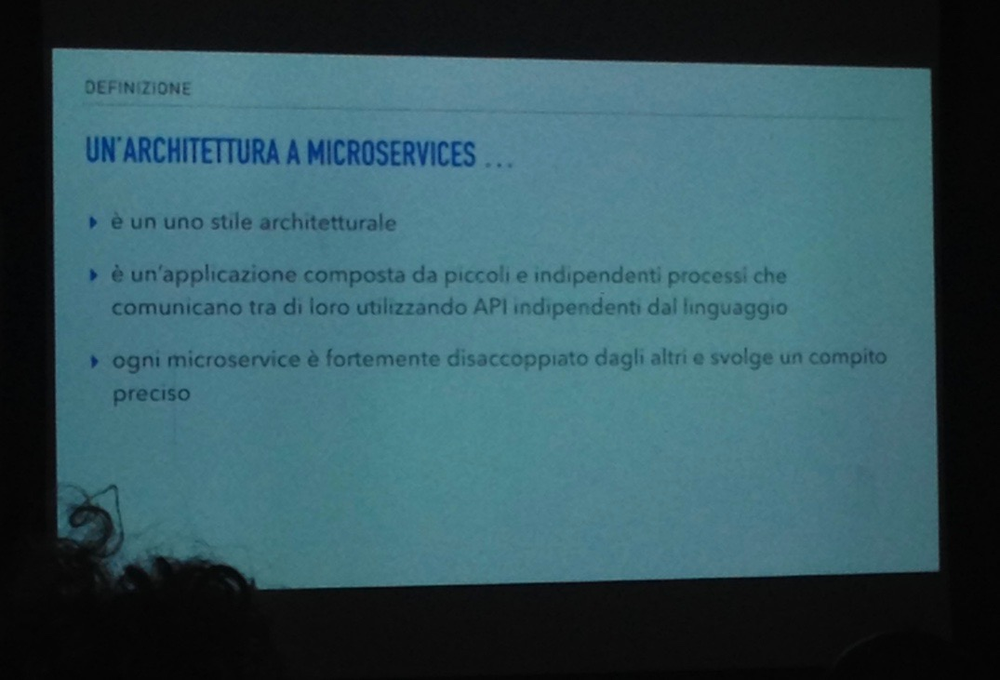 DEFINIZIONE
UN'ARCHITETTURA A MICROSERVICES ...
è un uno stile architetturale
è un'applicazione composta da piccoli e indipendenti processi che
comunicano tra di loro utilizzando API indipendenti dal linguaggio
ogni microservice è fortemente disaccoppiato dagli altri e svolge un compito
preciso